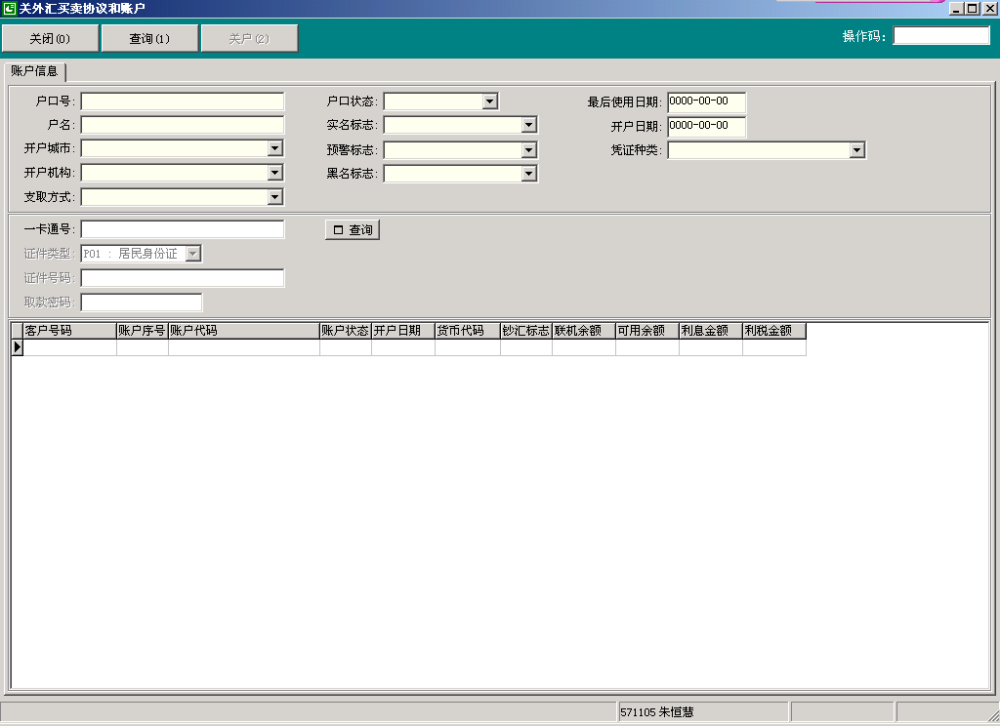 关外汇买卖协议和账户
关闭(0) 查询(1) 关户(2) 操作码:
账户信息
户口号: 户口状态: 最后使用日期: 0000-00-00
户名: 实名标志: 开户日期: 0000-00-00
开户城市: 预警标志: 凭证种类:
开户机构: 黑名标志:
支取方式:
一卡通号: 查询
证件类型: P01 : 居民身份证
证件号码:
取款密码:
客户号码 账户序号 账户代码 账户状态 开户日期 货币代码 钞汇标志 联机余额 可用余额 利息金额 利税金额
571105 朱恒慧